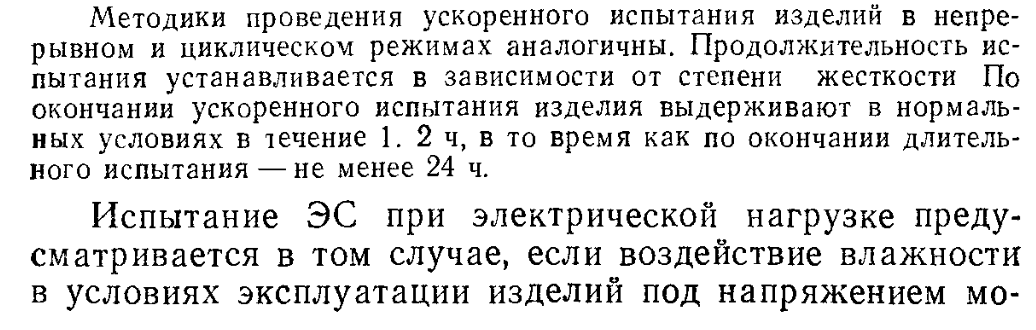 Методики проведения ускоренного испытания изделий в непре-
рывном и циклическом режимах аналогичны. Продолжительность ис-
пытания устанавливается в зависимости от степени жесткости По
окончании ускоренного испытания изделия выдерживают в нормаль-
ных условиях в течение 1. 2 ч, в то время как по окончании длитель-
ного испытания — не менее 24 ч.
Испытание ЭС при электрической нагрузке преду-
сматривается в том случае, если воздействие влажности
в условиях эксплуатации изделий под напряжением мо-